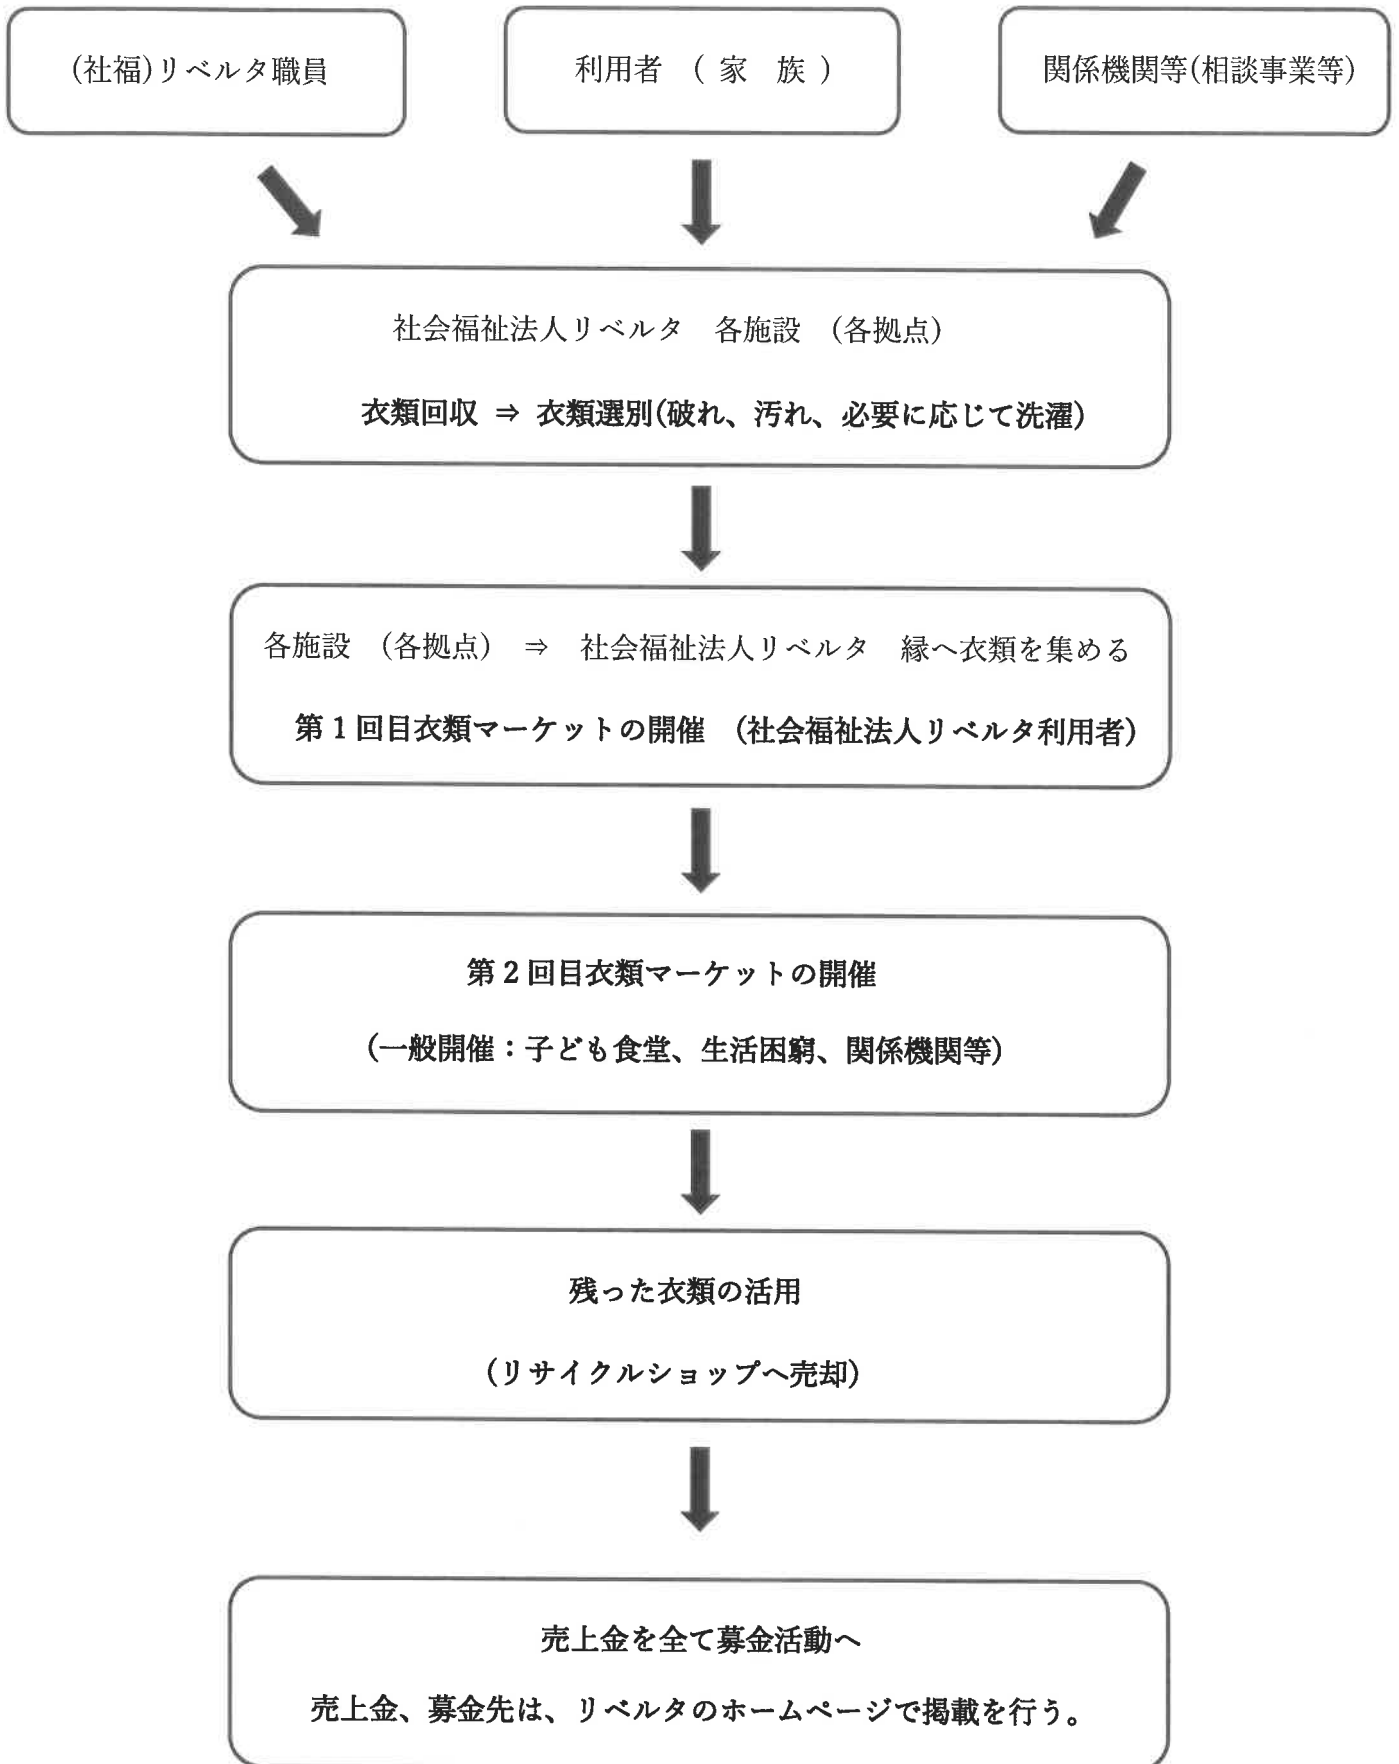 (社福)リベルタ職員
利用者 ( 家 族 )
関係機関等(相談事業等)
社会福祉法人リベルタ 各施設 (各拠点)
衣類回収 ⇒ 衣類選別(破れ、汚れ、必要に応じて洗濯)
各施設 (各拠点) ⇒ 社会福祉法人リベルタ 縁へ衣類を集める
第1回目衣類マーケットの開催 (社会福祉法人リベルタ利用者)
第2回目衣類マーケットの開催
(一般開催：子ども食堂、生活困窮、関係機関等)
残った衣類の活用
(リサイクルショップへ売却)
売上金を全て募金活動へ
売上金、募金先は、リベルタのホームページで掲載を行う。